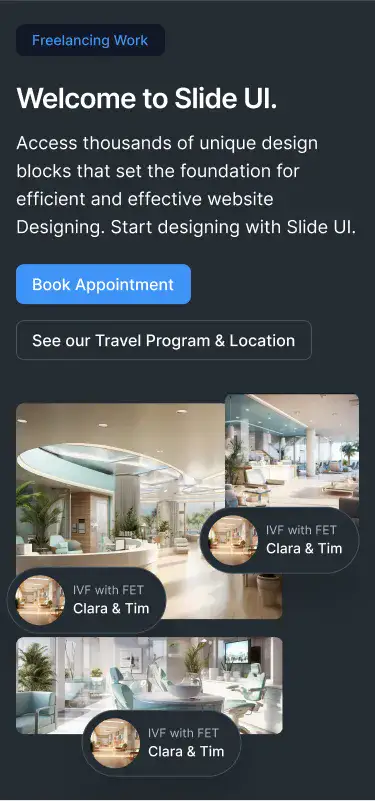 Freelancing Work
Welcome to Slide UI.
Access thousands of unique design
blocks that set the foundation for
efficient and effective website
Designing. Start designing with Slide UI.
Book Appointment
See our Travel Program & Location
IVF with FET
Clara & Tim
IVF with FET
Clara & Tim
IVF with FET
Clara & Tim